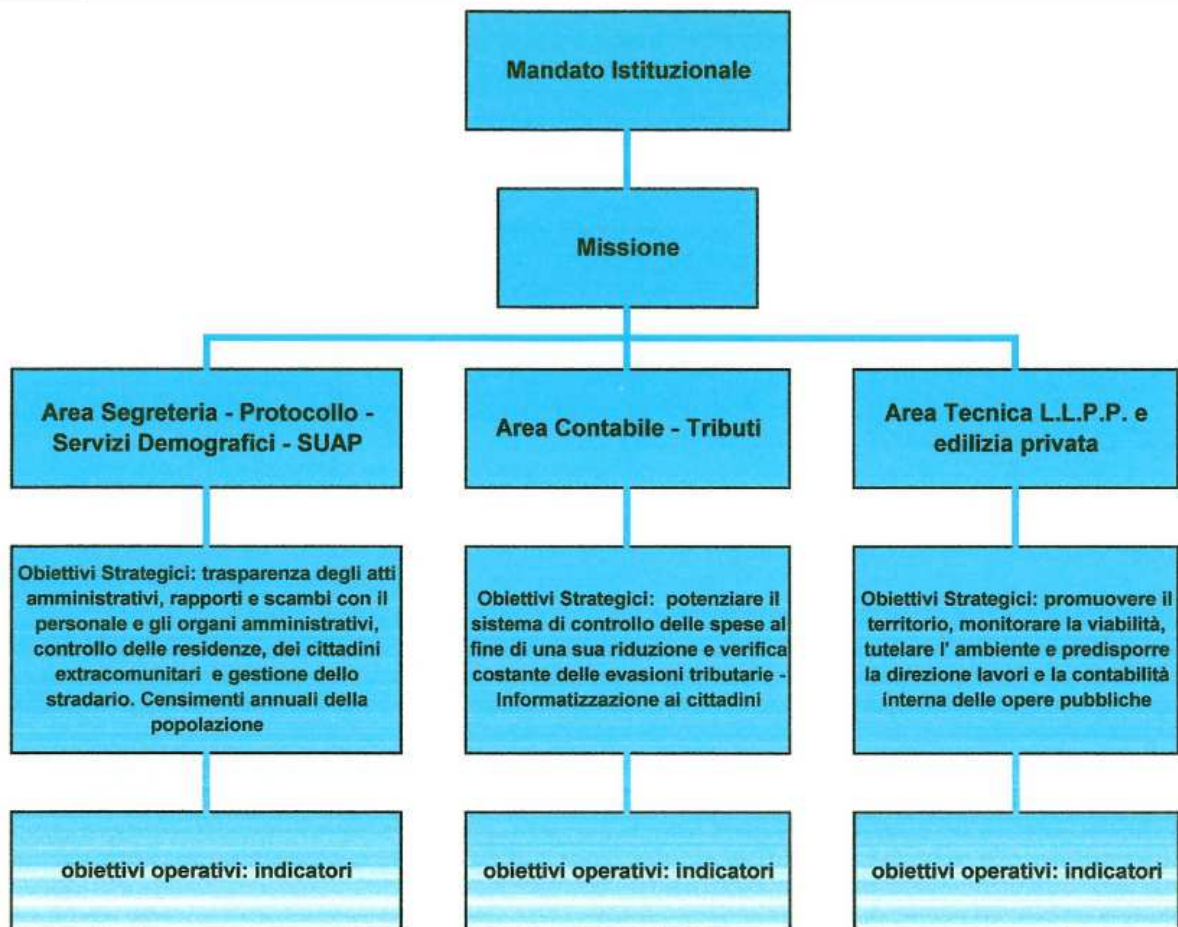 Mandato Istituzionale
Missione
Area Segreteria - Protocollo -
Servizi Demografici - SUAP
Area Contabile - Tributi
Area Tecnica L.L.P.P. e
edilizia privata
Obiettivi Strategici: trasparenza degli atti
amministrativi, rapporti e scambi con il
personale e gli organi amministrativi,
controllo delle residenze, dei cittadini
extracomunitari e gestione dello
stradario. Censimenti annuali della
popolazione
Obiettivi Strategici: potenziare il
sistema di controllo delle spese al
fine di una sua riduzione e verifica
costante delle evasioni tributarie -
informatizzazione ai cittadini
Obiettivi Strategici: promuovere il
territorio, monitorare la viabilità,
tutelare l' ambiente e predisporre
la direzione lavori e la contabilità
interna delle opere pubbliche
obiettivi operativi: indicatori
obiettivi operativi: indicatori
obiettivi operativi: indicatori